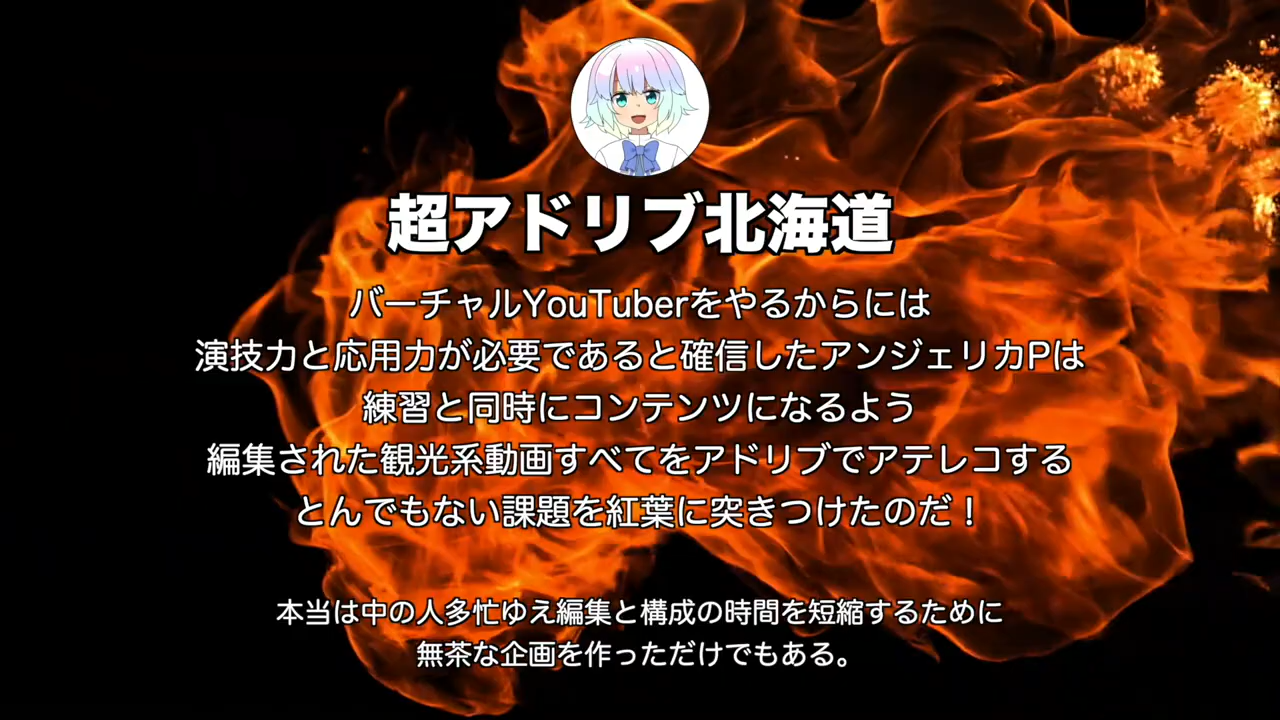 超アドリブ北海道
バーチャルYouTuberをやるからには
演技力と応用力が必要であると確信したアンジェリカPは
練習と同時にコンテンツになるよう
編集された観光系動画すべてをアドリブでアテレコする
とんでもない課題を紅葉に突きつけたのだ！
本当は中の人多忙ゆえ編集と構成の時間を短縮するために
無茶な企画を作っただけでもある。